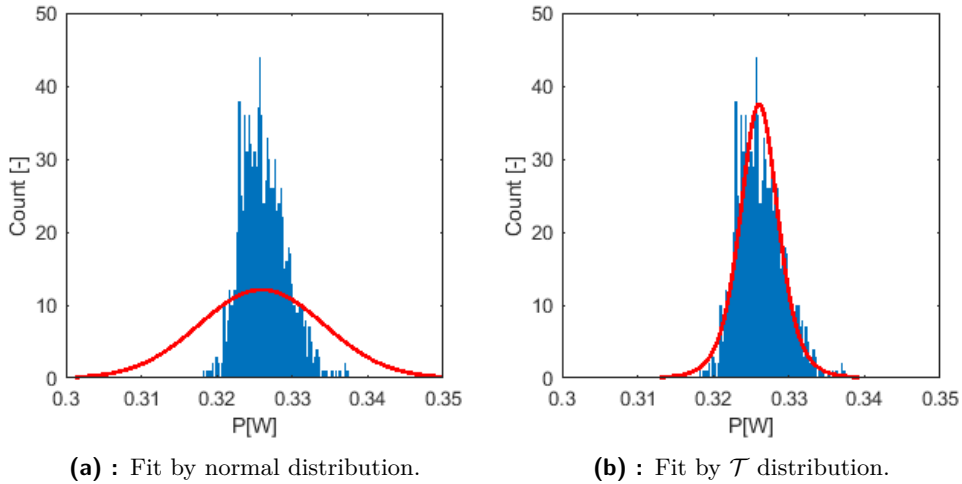 50
40
30
20
10
0
Count [-]
0.3 0.31 0.32 0.33 0.34 0.35
P[W]
(a) : Fit by normal distribution.
50
40
30
20
10
0
Count [-]
0.3 0.31 0.32 0.33 0.34 0.35
P[W]
(b) : Fit by 𝒯 distribution.